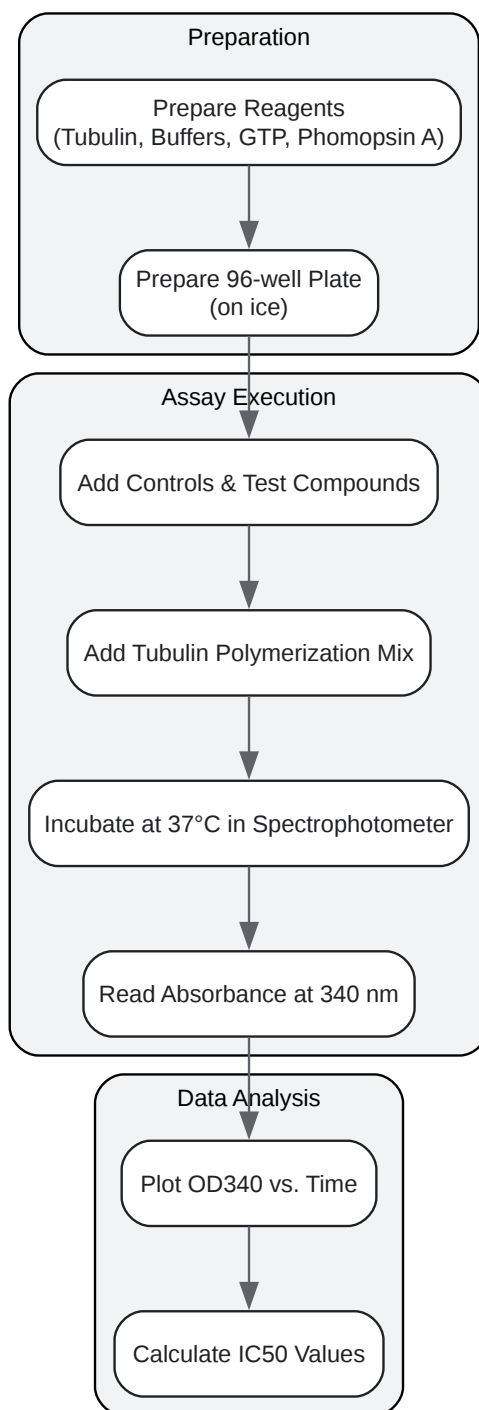 Preparation
Prepare Reagents
(Tubulin, Buffers, GTP, Phomopsin A)
Prepare 96-well Plate
(on ice)
Assay Execution
Add Controls & Test Compounds
Add Tubulin Polymerization Mix
Incubate at 37°C in Spectrophotometer
Read Absorbance at 340 nm
Data Analysis
Plot OD340 vs. Time
Calculate IC50 Values